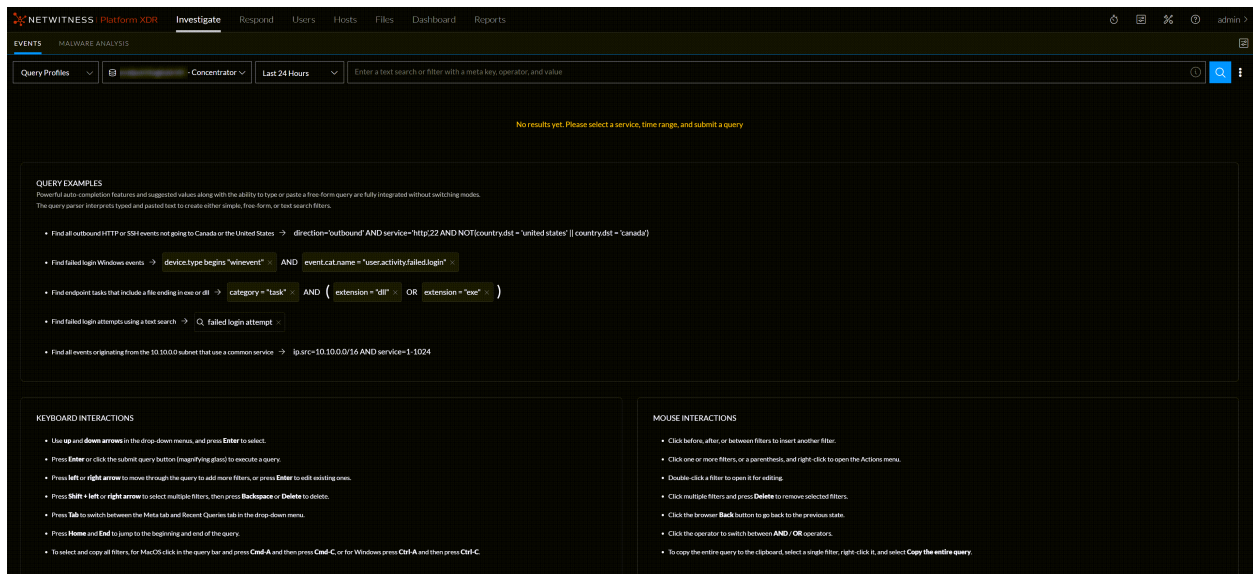 NETWITNESS Platform XDR Investigate Respond Users Hosts Files Dashboard Reports admin >
EVENTS MALWARE ANALYSIS
Query Profiles - Concentrator Last 24 Hours Enter a text search or filter with a meta key, operator, and value
No results yet. Please select a service, time range, and submit a query
QUERY EXAMPLES
Powerful auto-completion features and suggested values along with the ability to type or paste a free-form query are fully integrated without switching modes.
The query parser interprets typed and pasted text to create either simple, free-form, or text search filters.
• Find all outbound HTTP or SSH events not going to Canada or the United States → direction='outbound' AND service='http',22 AND NOT(country.dst = 'united states' || country.dst = 'canada')
• Find failed login Windows events → device.type begins "winevent" × AND event.cat.name = "user.activity.failed.login" ×
• Find endpoint tasks that include a file ending in exe or dll → category = "task" × AND ( extension = "dll" × OR extension = "exe" × )
• Find failed login attempts using a text search → failed login attempt ×
• Find all events originating from the 10.10.0.0 subnet that use a common service → ip.src=10.10.0.0/16 AND service=1-1024
KEYBOARD INTERACTIONS
• Use up and down arrows in the drop-down menus, and press Enter to select.
• Press Enter or click the submit query button (magnifying glass) to execute a query.
• Press left or right arrow to move through the query to add more filters, or press Enter to edit existing ones.
• Press Shift + left or right arrow to select multiple filters, then press Backspace or Delete to delete.
• Press Tab to switch between the Meta tab and Recent Queries tab in the drop-down menu.
• Press Home and End to jump to the beginning and end of the query.
• To select and copy all filters, for MacOS click in the query bar and press Cmd-A and then press Cmd-C, or for Windows press Ctrl-A and then press Ctrl-C.
MOUSE INTERACTIONS
• Click before, after, or between filters to insert another filter.
• Click one or more filters, or a parenthesis, and right-click to open the Actions menu.
• Double-click a filter to open it for editing.
• Click multiple filters and press Delete to remove selected filters.
• Click the browser Back button to go back to the previous state.
• Click the operator to switch between AND / OR operators.
• To copy the entire query to the clipboard, select a single filter, right-click it, and select Copy the entire query.